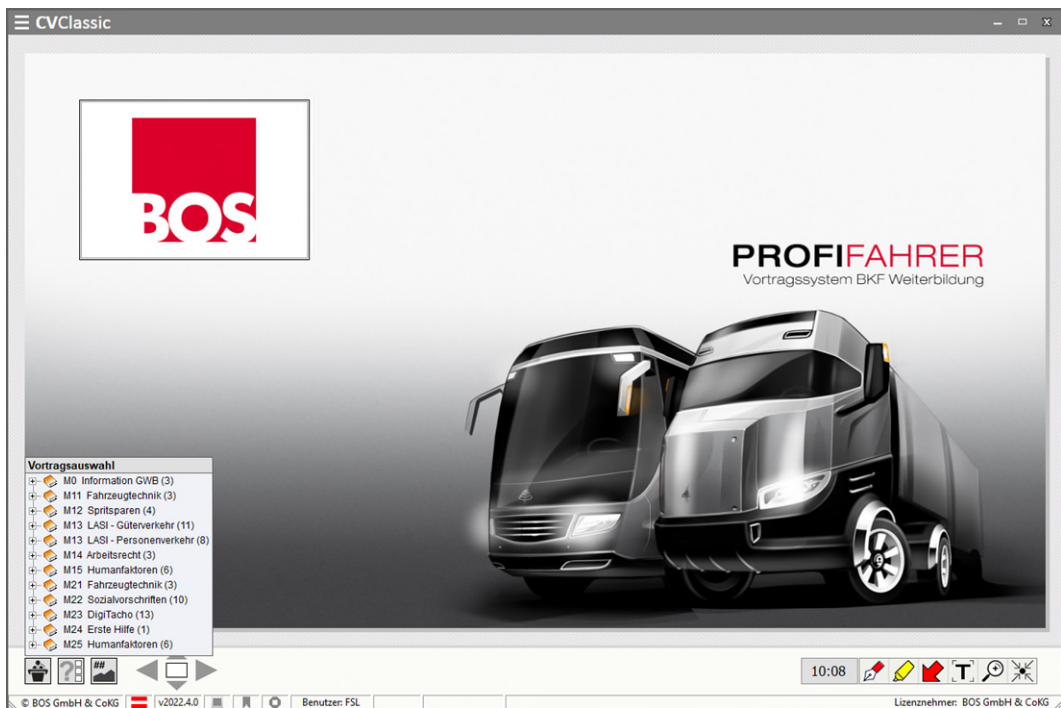 CVClassic
BOS
PROFIFAHRER
Vortragssystem BKF Weiterbildung
Vortragsauswahl
M0 Information GWB (3)
M11 Fahrzeugtechnik (3)
M12 Spritsparen (4)
M13 LASI - Güterverkehr (11)
M13 LASI - Personenverkehr (8)
M14 Arbeitsrecht (3)
M15 Humanfaktoren (6)
M21 Fahrzeugtechnik (3)
M22 Sozialvorschriften (10)
M23 DigiTacho (13)
M24 Erste Hilfe (1)
M25 Humanfaktoren (6)
## 10:08 T
© BOS GmbH & CoKG v2022.4.0 Benutzer: FSL Lizenznehmer: BOS GmbH & CoKG